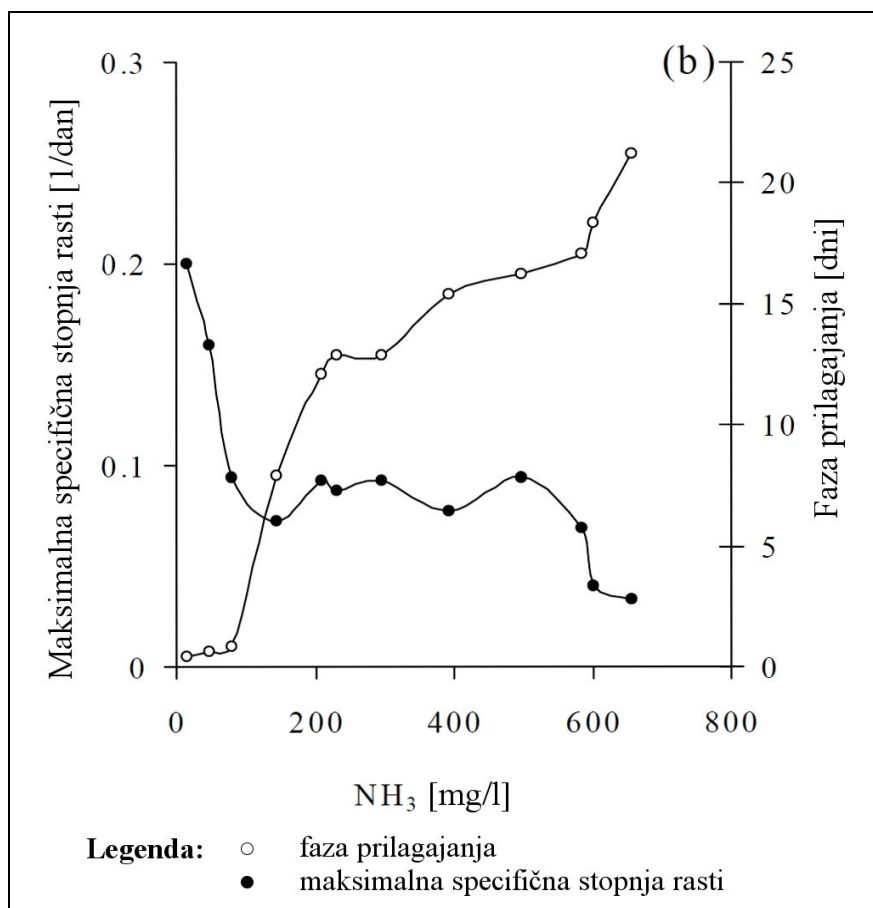 (b)
Maksimalna specifična stopnja rasti [1/dan]
0.3
0.2
0.1
0
25
20
15
10
5
0
Faza prilagajanja [dni]
0 200 400 600 800
NH₃ [mg/l]
Legenda: ○ faza prilagajanja
● maksimalna specifična stopnja rasti